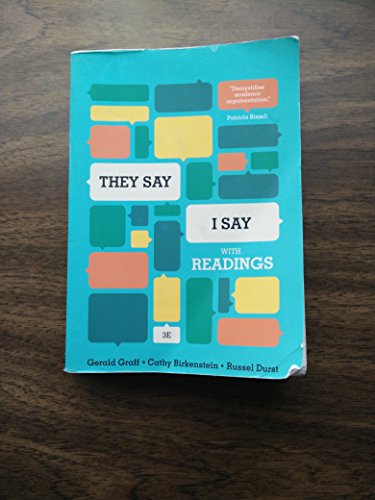 "Demystifies
academic
argumentation."
Patricia Bizzell
THEY SAY
I SAY
WITH
READINGS
3E
Gerald Graff • Cathy Birkenstein • Russel Durst